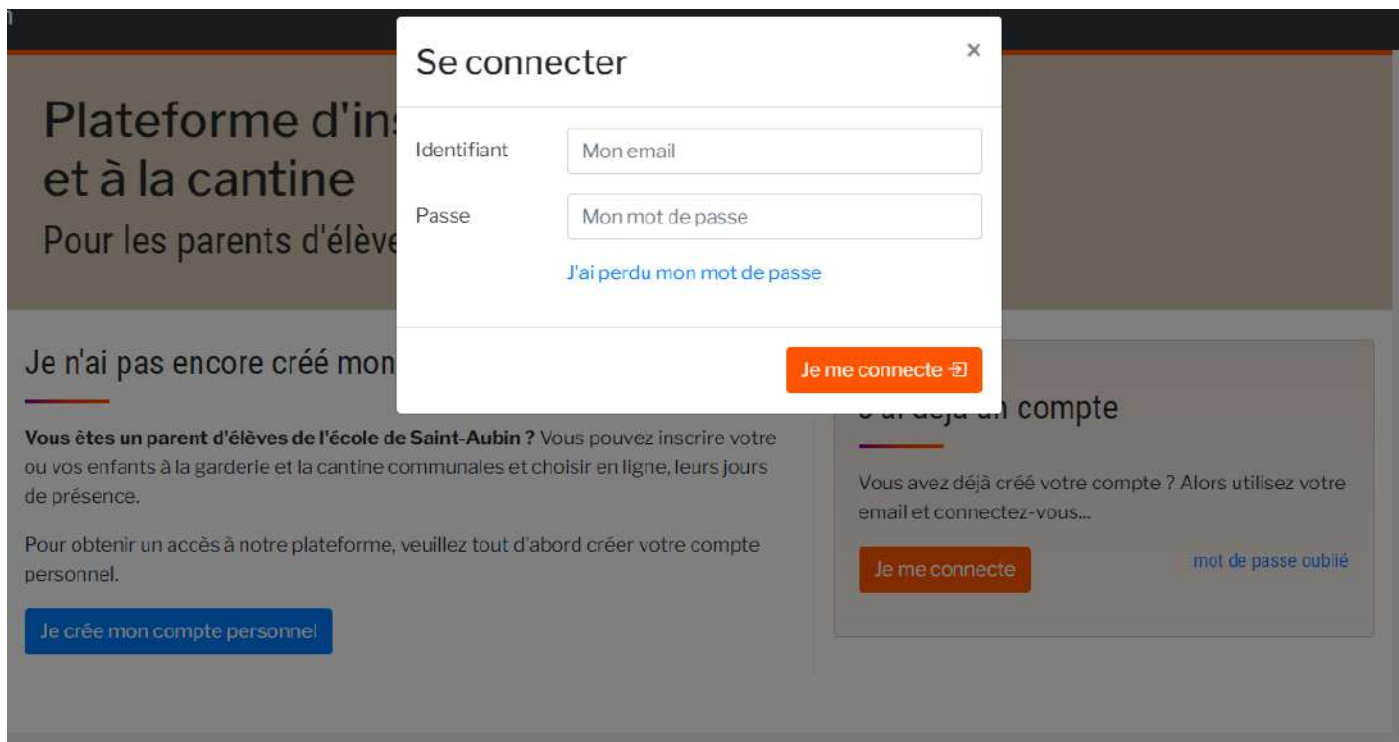 Se connecter
×
Plateforme d'in
et à la cantine
Pour les parents d'élève
Identifiant
Mon email
Passe
Mon mot de passe
J'ai perdu mon mot de passe
Je me connecte
Je n'ai pas encore créé mon
Vous êtes un parent d'élèves de l'école de Saint-Aubin ? Vous pouvez inscrire votre
ou vos enfants à la garderie et la cantine communales et choisir en ligne, leurs jours
de présence.
Pour obtenir un accès à notre plateforme, veuillez tout d'abord créer votre compte
personnel.
Je crée mon compte personnel
J'ai déjà un compte
Vous avez déjà créé votre compte ? Alors utilisez votre
email et connectez-vous...
Je me connecte
mot de passe oublié